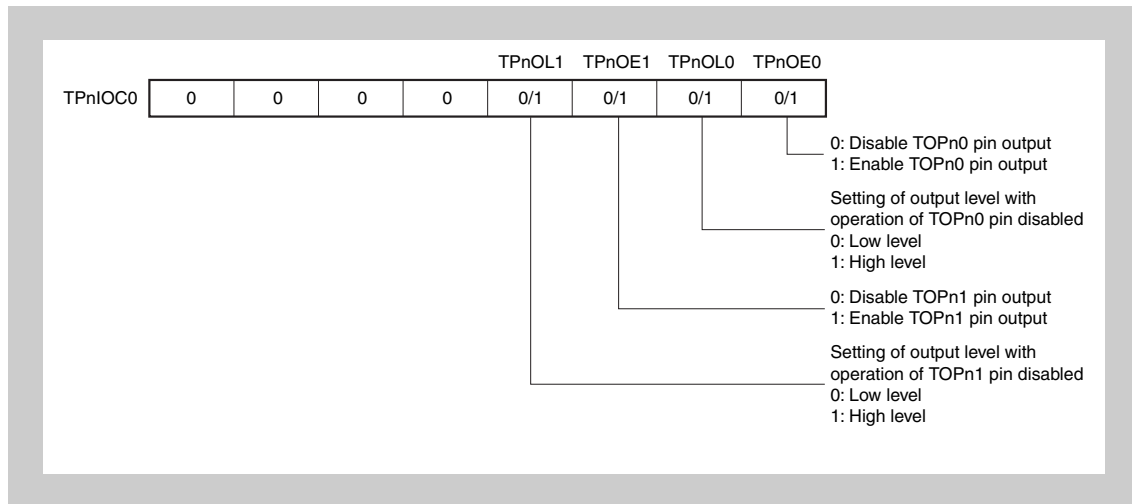 TPnOL1 TPnOE1 TPnOL0 TPnOE0
TPnIOC0 0 0 0 0 0/1 0/1 0/1 0/1
0: Disable TOPn0 pin output
1: Enable TOPn0 pin output
Setting of output level with
operation of TOPn0 pin disabled
0: Low level
1: High level
0: Disable TOPn1 pin output
1: Enable TOPn1 pin output
Setting of output level with
operation of TOPn1 pin disabled
0: Low level
1: High level